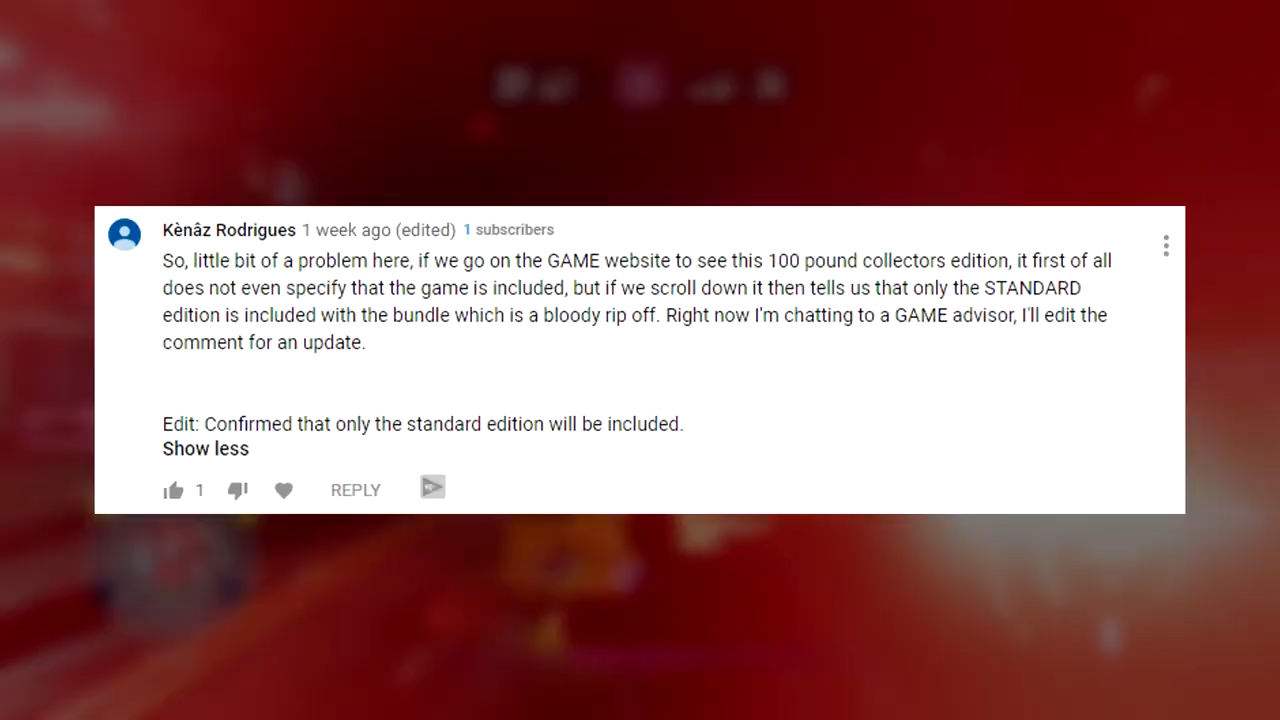 Kènâz Rodrigues 1 week ago (edited) 1 subscribers
So, little bit of a problem here, if we go on the GAME website to see this 100 pound collectors edition, it first of all
does not even specify that the game is included, but if we scroll down it then tells us that only the STANDARD
edition is included with the bundle which is a bloody rip off. Right now I'm chatting to a GAME advisor, I'll edit the
comment for an update.
Edit: Confirmed that only the standard edition will be included.
Show less
1 REPLY